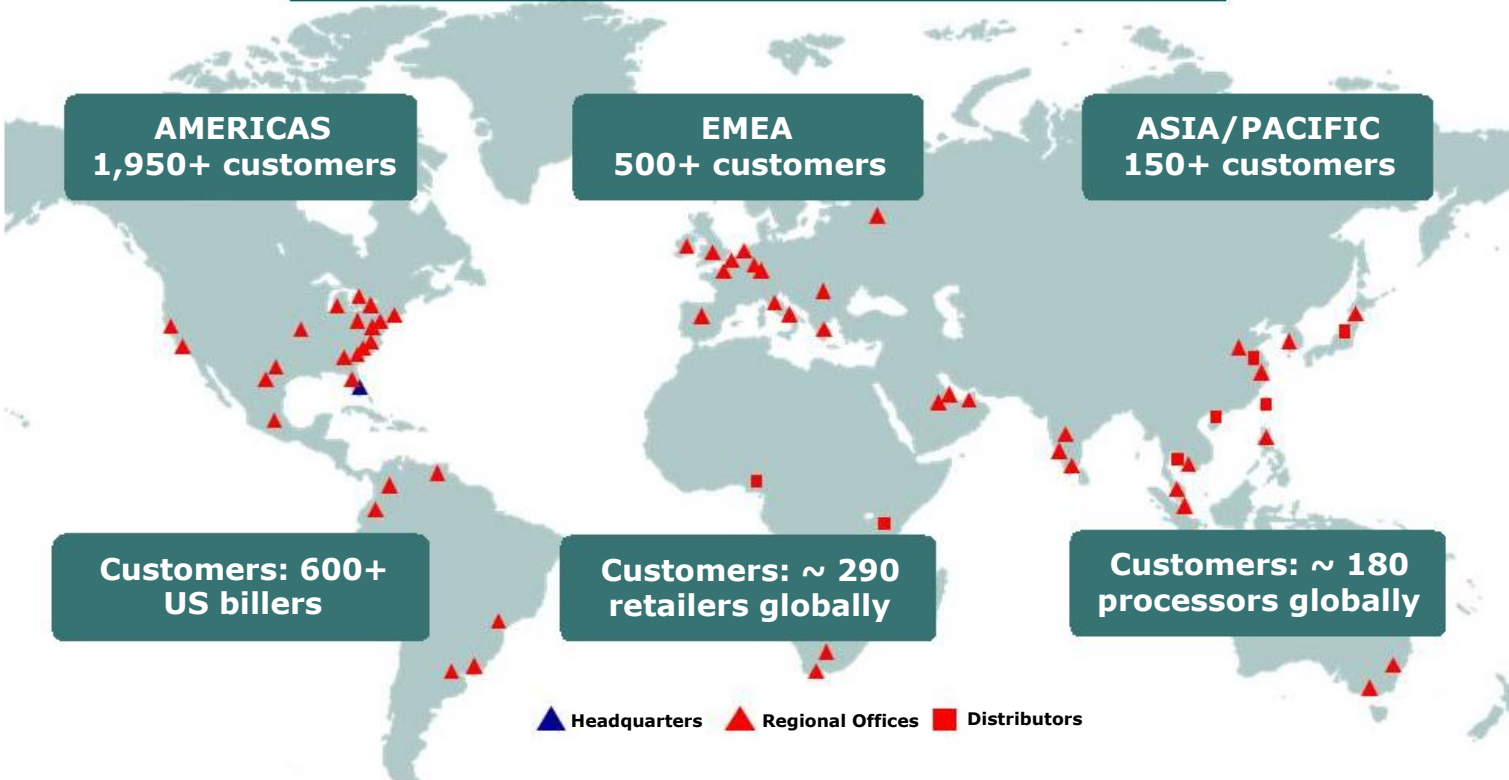 AMERICAS
1,950+ customers
EMEA
500+ customers
ASIA/PACIFIC
150+ customers
Customers: 600+
US billers
Customers: ~ 290
retailers globally
Customers: ~ 180
processors globally
Headquarters
Regional Offices
Distributors